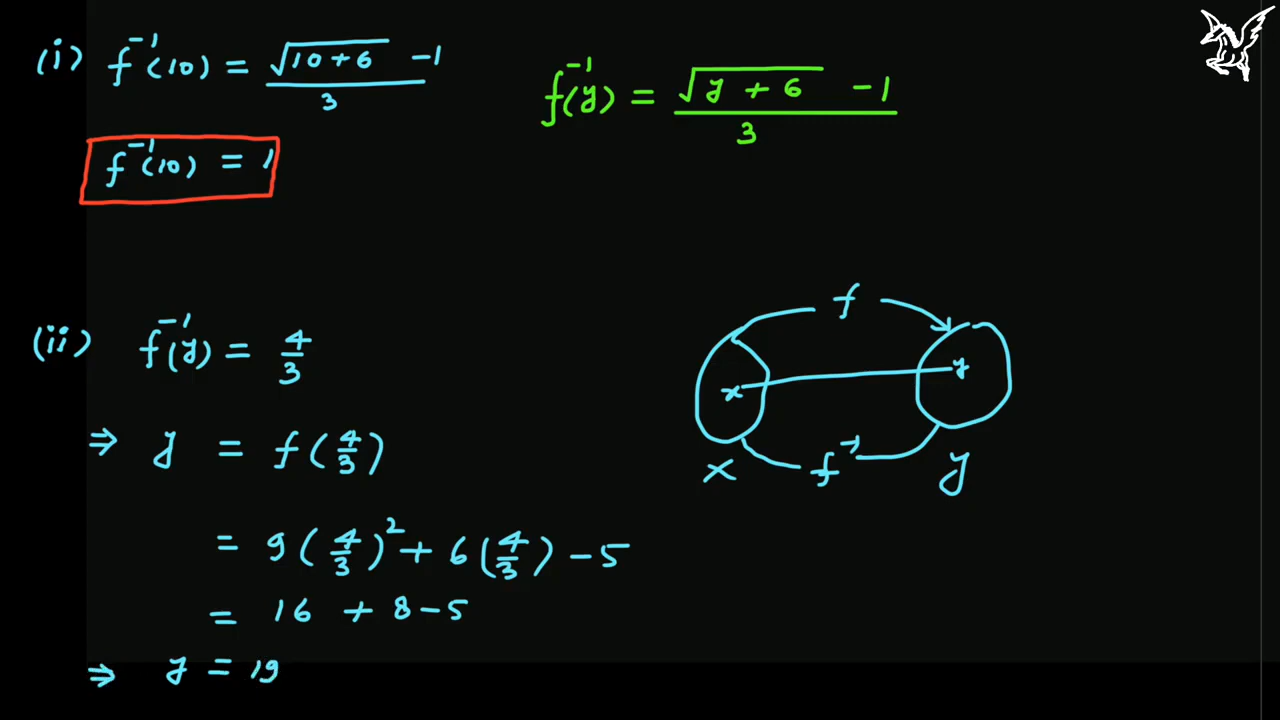 (i) f⁻¹(10) = (√(10+6) - 1)/3
f⁻¹(y) = (√(y + 6) - 1)/3
f⁻¹(10) = 1
(ii) f⁻¹(y) = 4/3
⇒ y = f(4/3)
= 9(4/3)² + 6(4/3) - 5
= 16 + 8 - 5
⇒ y = 19
f
x y
f⁻¹
X Y